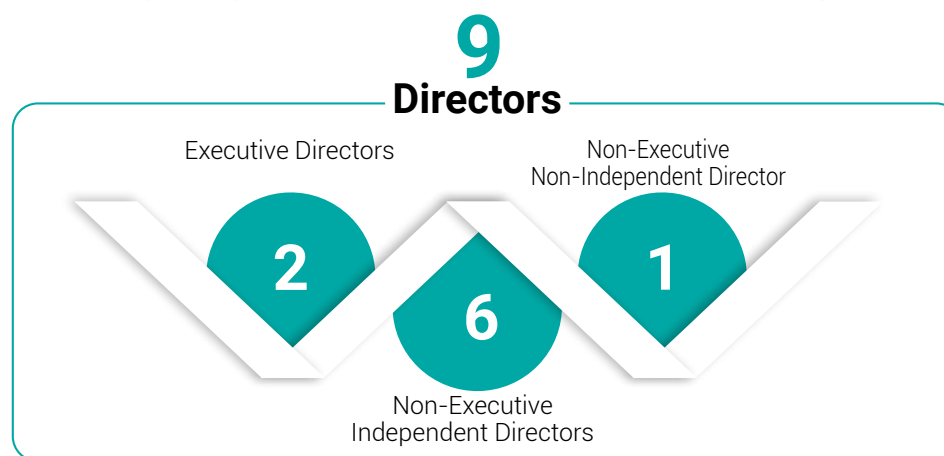 9
Directors
Executive Directors
2
Non-Executive
Non-Independent Director
1
6
Non-Executive
Independent Directors